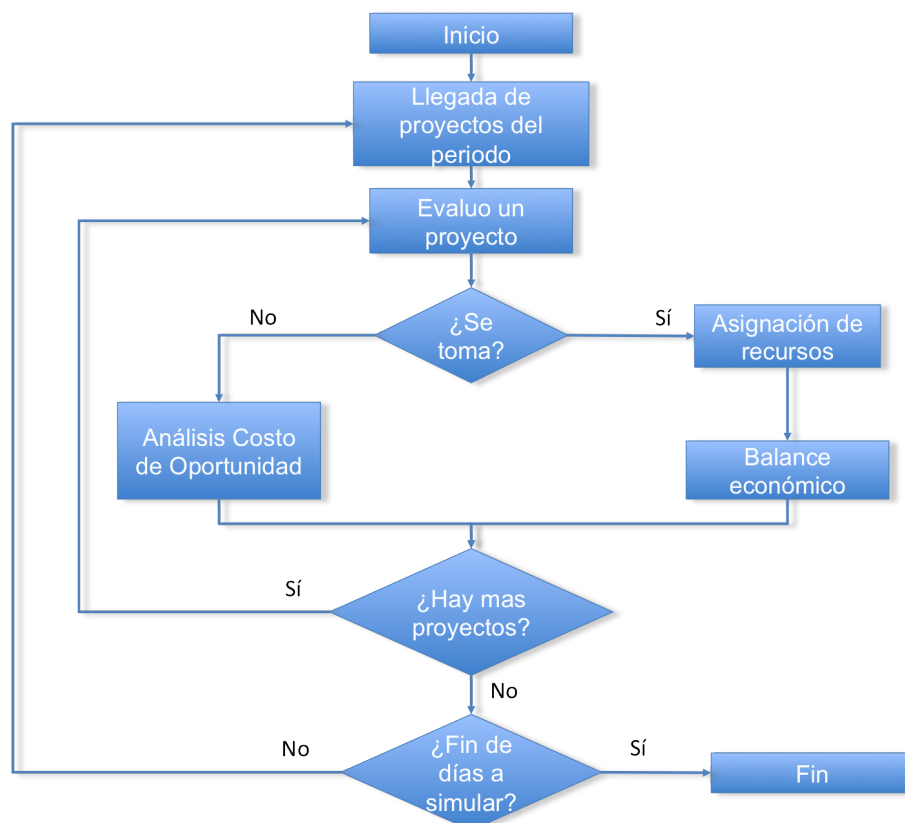 Inicio
Llegada de
proyectos del
periodo
Evaluo un
proyecto
No
¿Se
toma?
Sí
Asignación de
recursos
Análisis Costo
de Oportunidad
Balance
económico
Sí
¿Hay mas
proyectos?
No
No
¿Fin de
días a
simular?
Sí
Fin